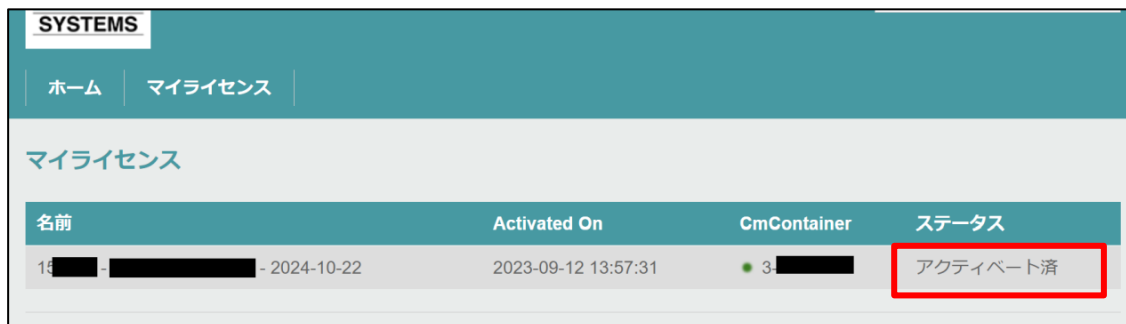 SYSTEMS
ホーム マイライセンス
マイライセンス
名前 Activated On CmContainer ステータス
15 - - 2024-10-22 2023-09-12 13:57:31 3- アクティベート済